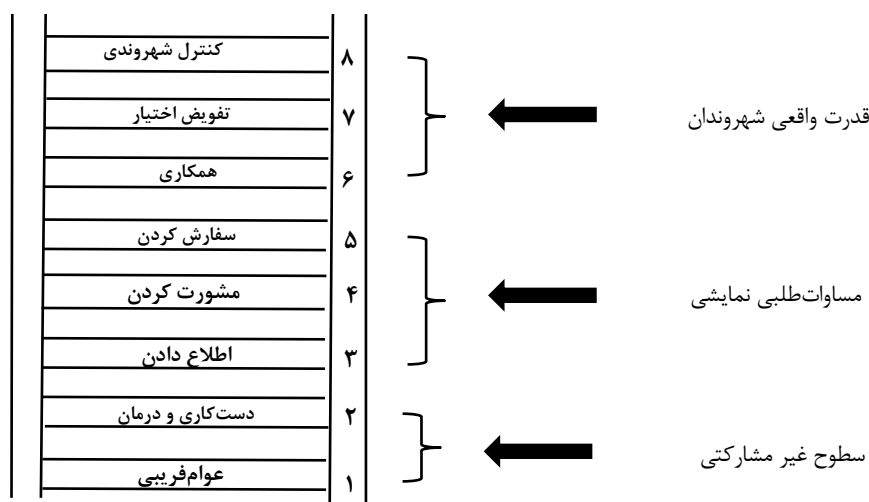 کنترل شهروندی ۸
تفویض اختیار ۷
قدرت واقعی شهروندان
همکاری ۶
سفارش کردن ۵
مشورت کردن ۴
مساوات‌طلبی نمایشی
اطلاع دادن ۳
دست‌کاری و درمان ۲
سطوح غیر مشارکتی
عوام‌فریبی ۱